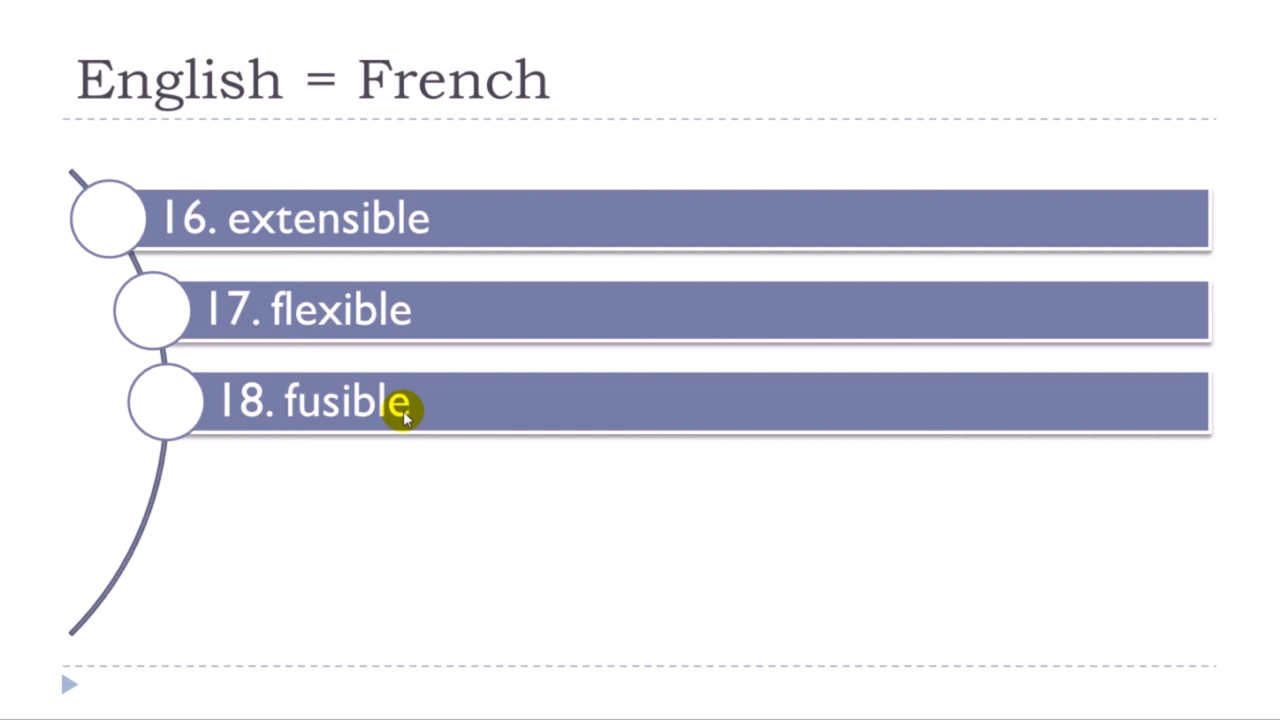 English = French
16. extensible
17. flexible
18. fusible